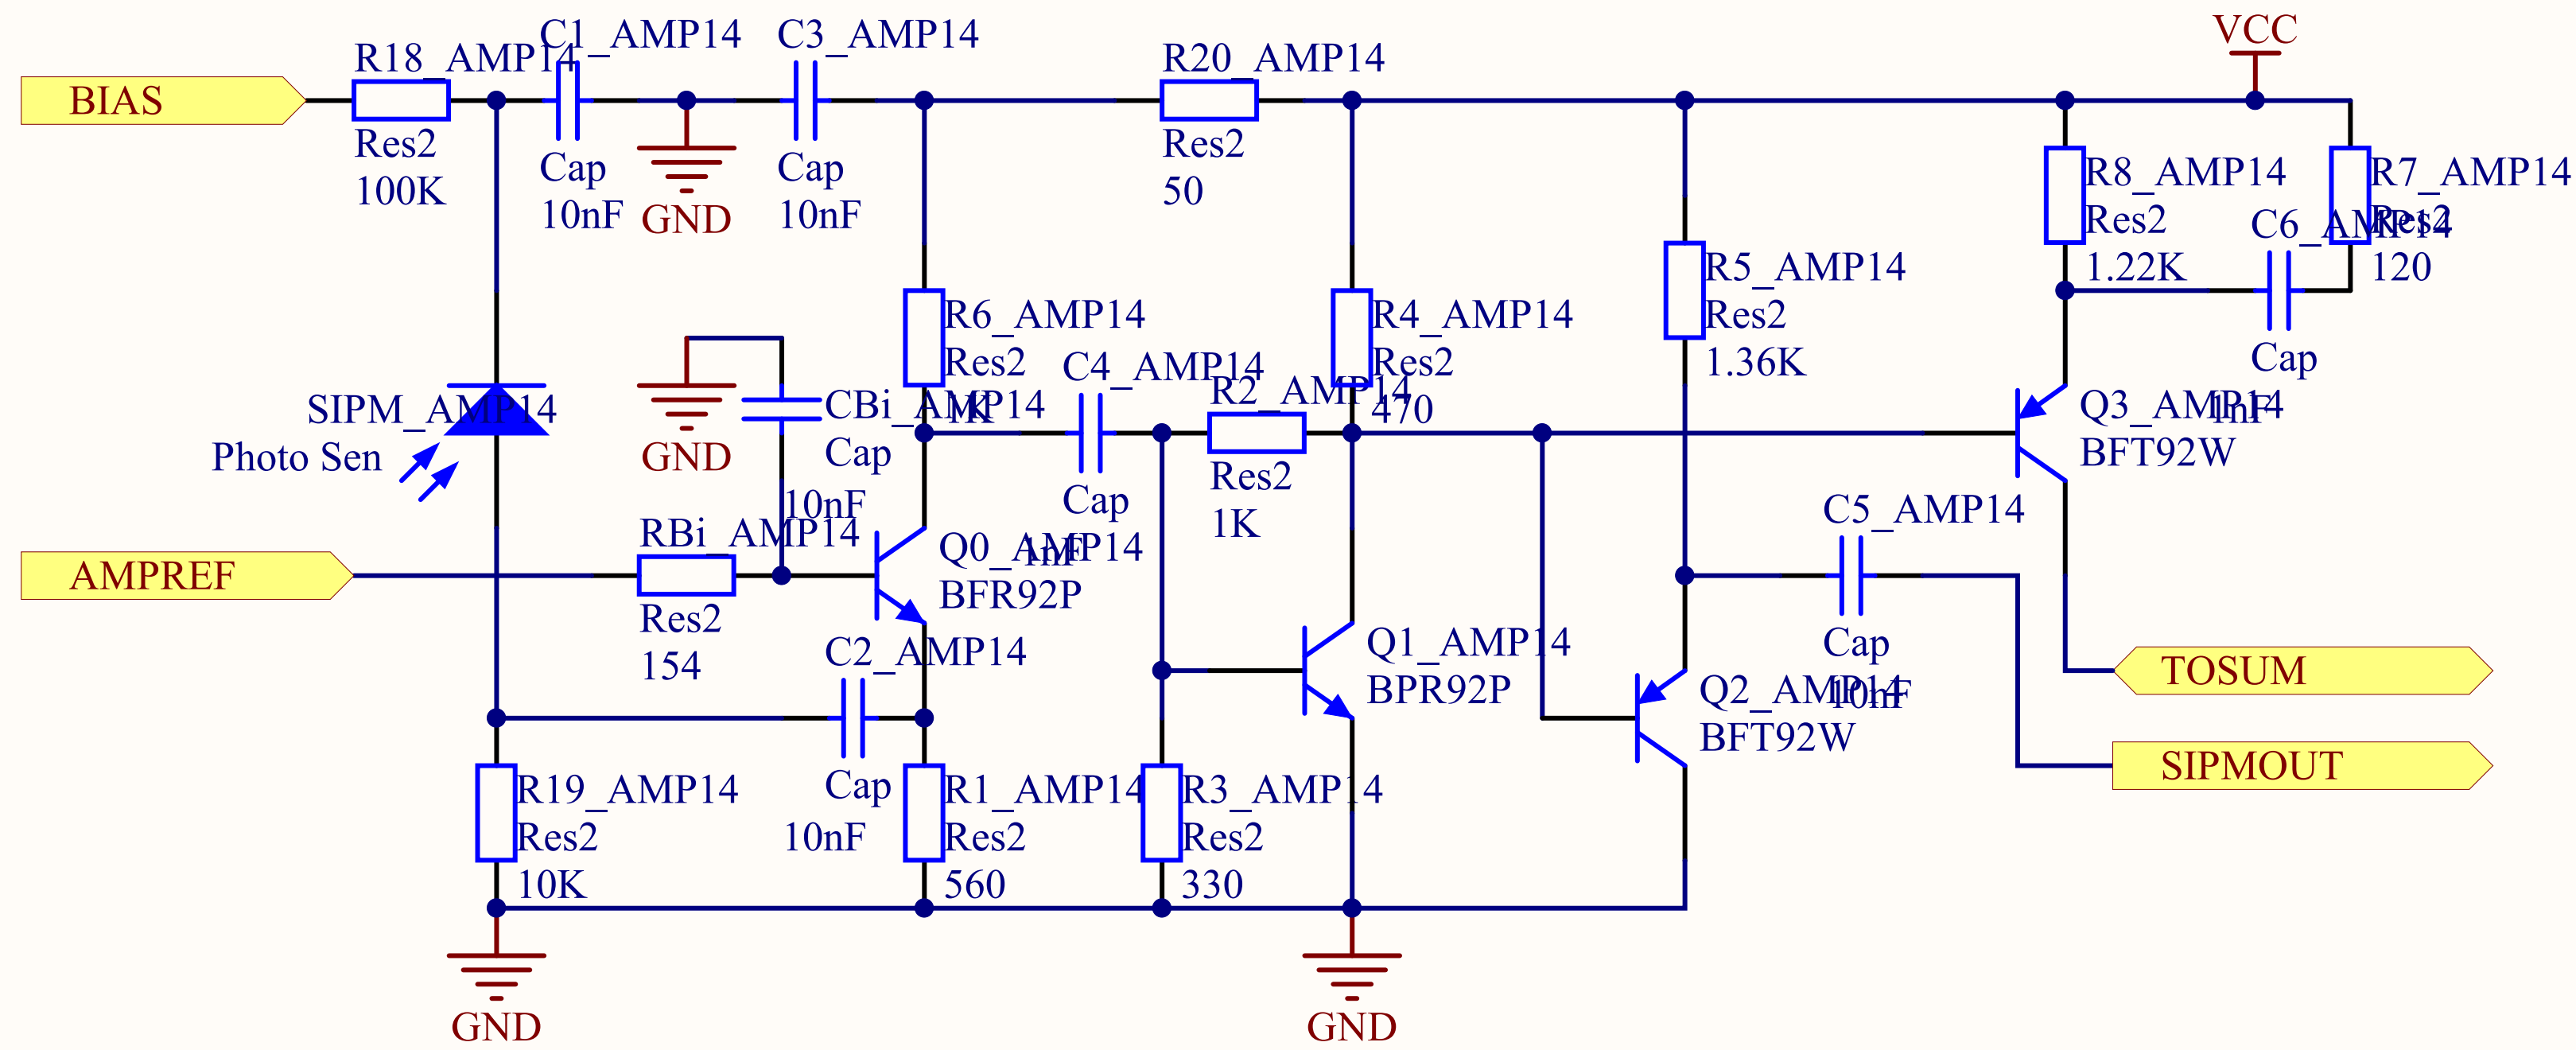 BIAS
R18_AMP14
Res2
100K
C1_AMP14
Cap
10nF
GND
C3_AMP14
Cap
10nF
R20_AMP14
Res2
50
VCC
R8_AMP14
Res2
1.22K
R7_AMP14
Res2
120
C6_AMP14
Cap
1nF
R5_AMP14
Res2
1.36K
R6_AMP14
Res2
1K
R4_AMP14
Res2
470
C4_AMP14
Cap
1nF
R2_AMP14
Res2
1K
SIPM_AMP14
Photo Sen
GND
CBi_AMP14
Cap
10nF
Q3_AMP14
BFT92W
AMPREF
RBi_AMP14
Res2
154
Q0_AMP14
BFR92P
C5_AMP14
Cap
10nF
C2_AMP14
Cap
10nF
Q1_AMP14
BPR92P
Q2_AMP14
BFT92W
TOSUM
SIPMOUT
R19_AMP14
Res2
10K
R1_AMP14
Res2
560
R3_AMP14
Res2
330
GND
GND